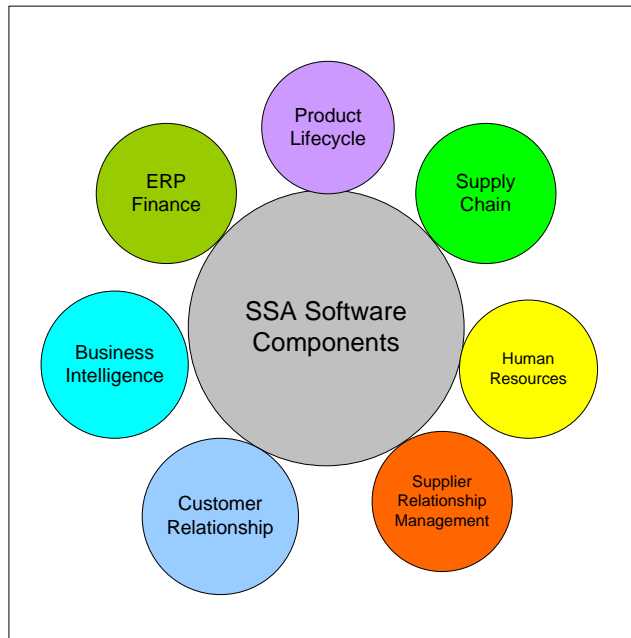 Product
Lifecycle
ERP
Finance
Supply
Chain
SSA Software
Components
Business
Intelligence
Human
Resources
Customer
Relationship
Supplier
Relationship
Management